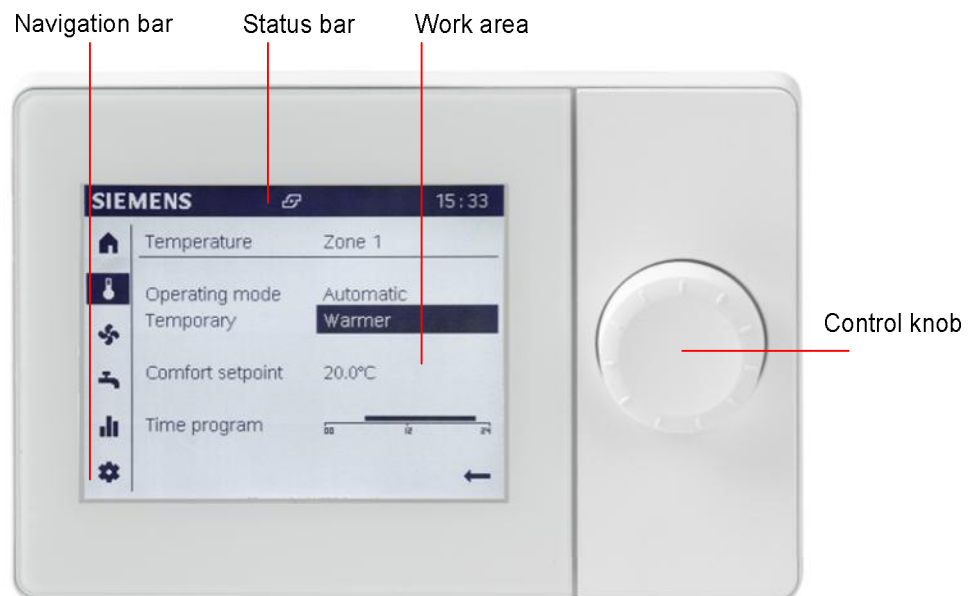 Navigation bar Status bar Work area
SIEMENS 15:33
Temperature Zone 1
Operating mode Automatic
Temporary Warmer
Comfort setpoint 20.0°C
Time program
00 12 24
Control knob